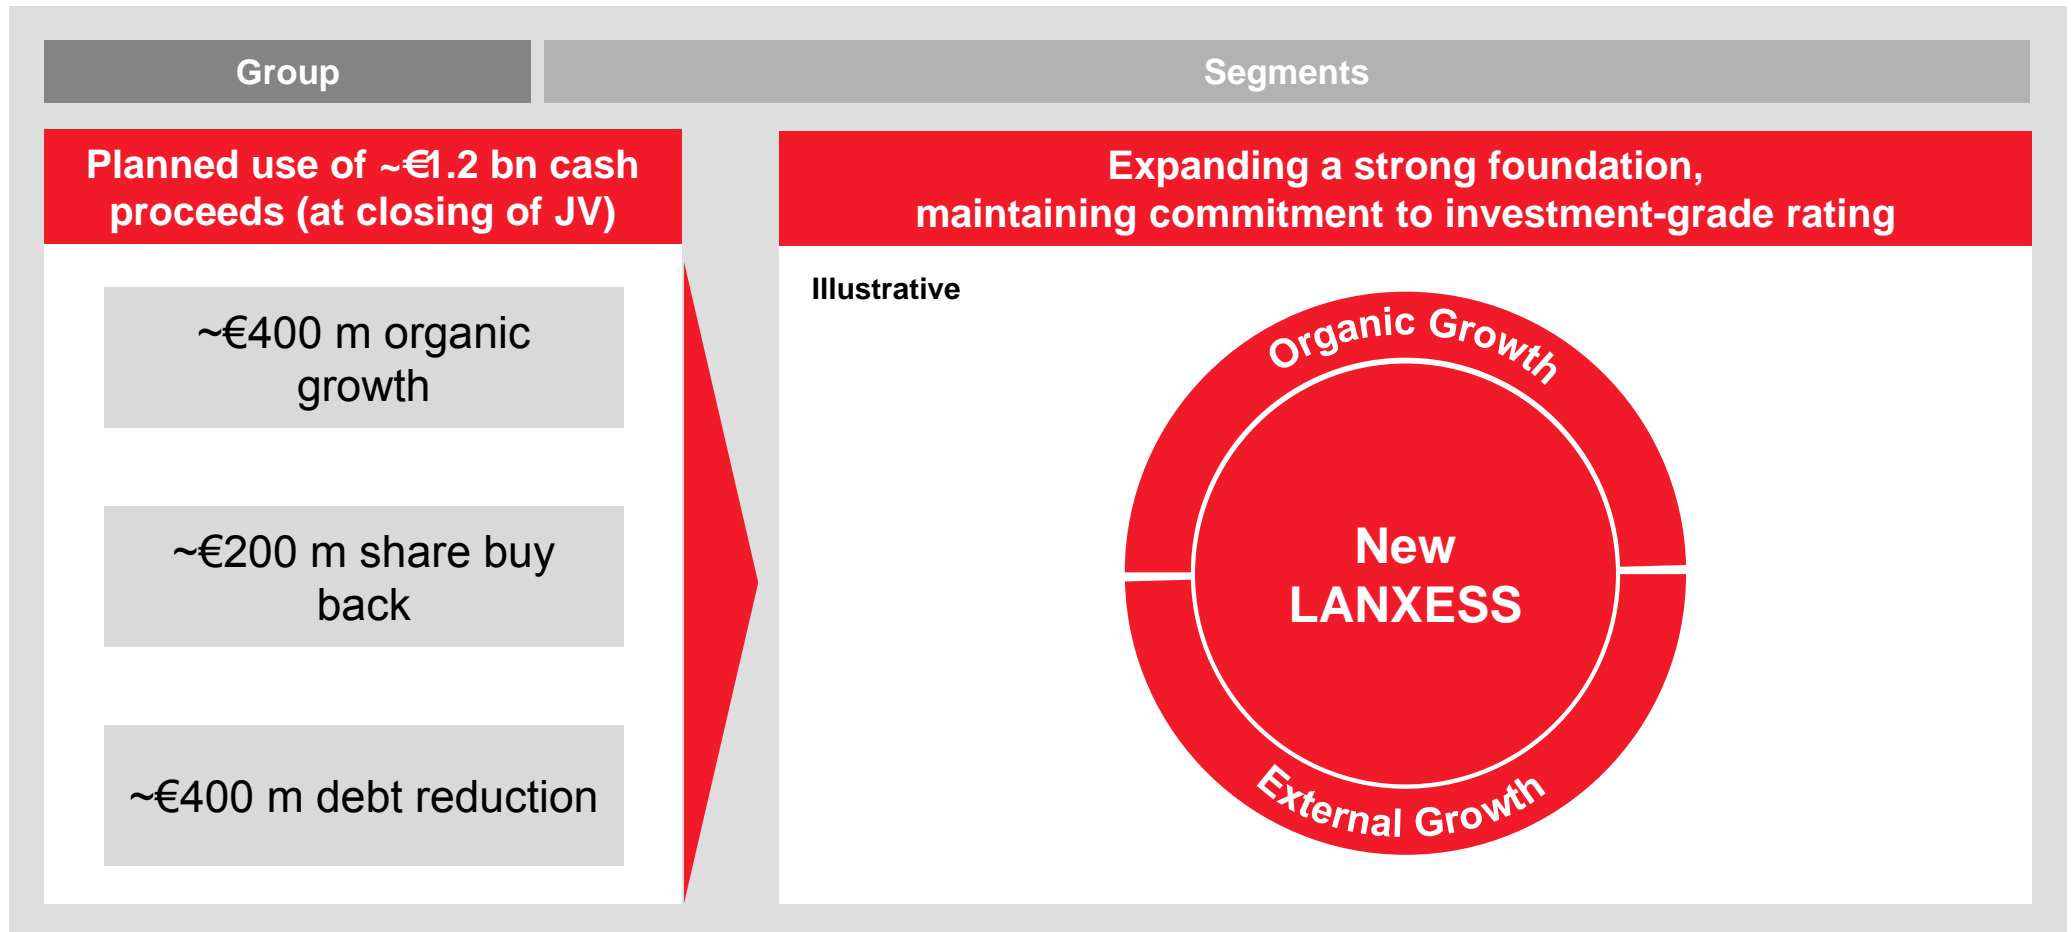 Group
Segments
Planned use of ~€1.2 bn cash
proceeds (at closing of JV)
~€400 m organic
growth
~€200 m share buy
back
~€400 m debt reduction
Expanding a strong foundation,
maintaining commitment to investment-grade rating
Illustrative
Organic Growth
New
LANXESS
External Growth